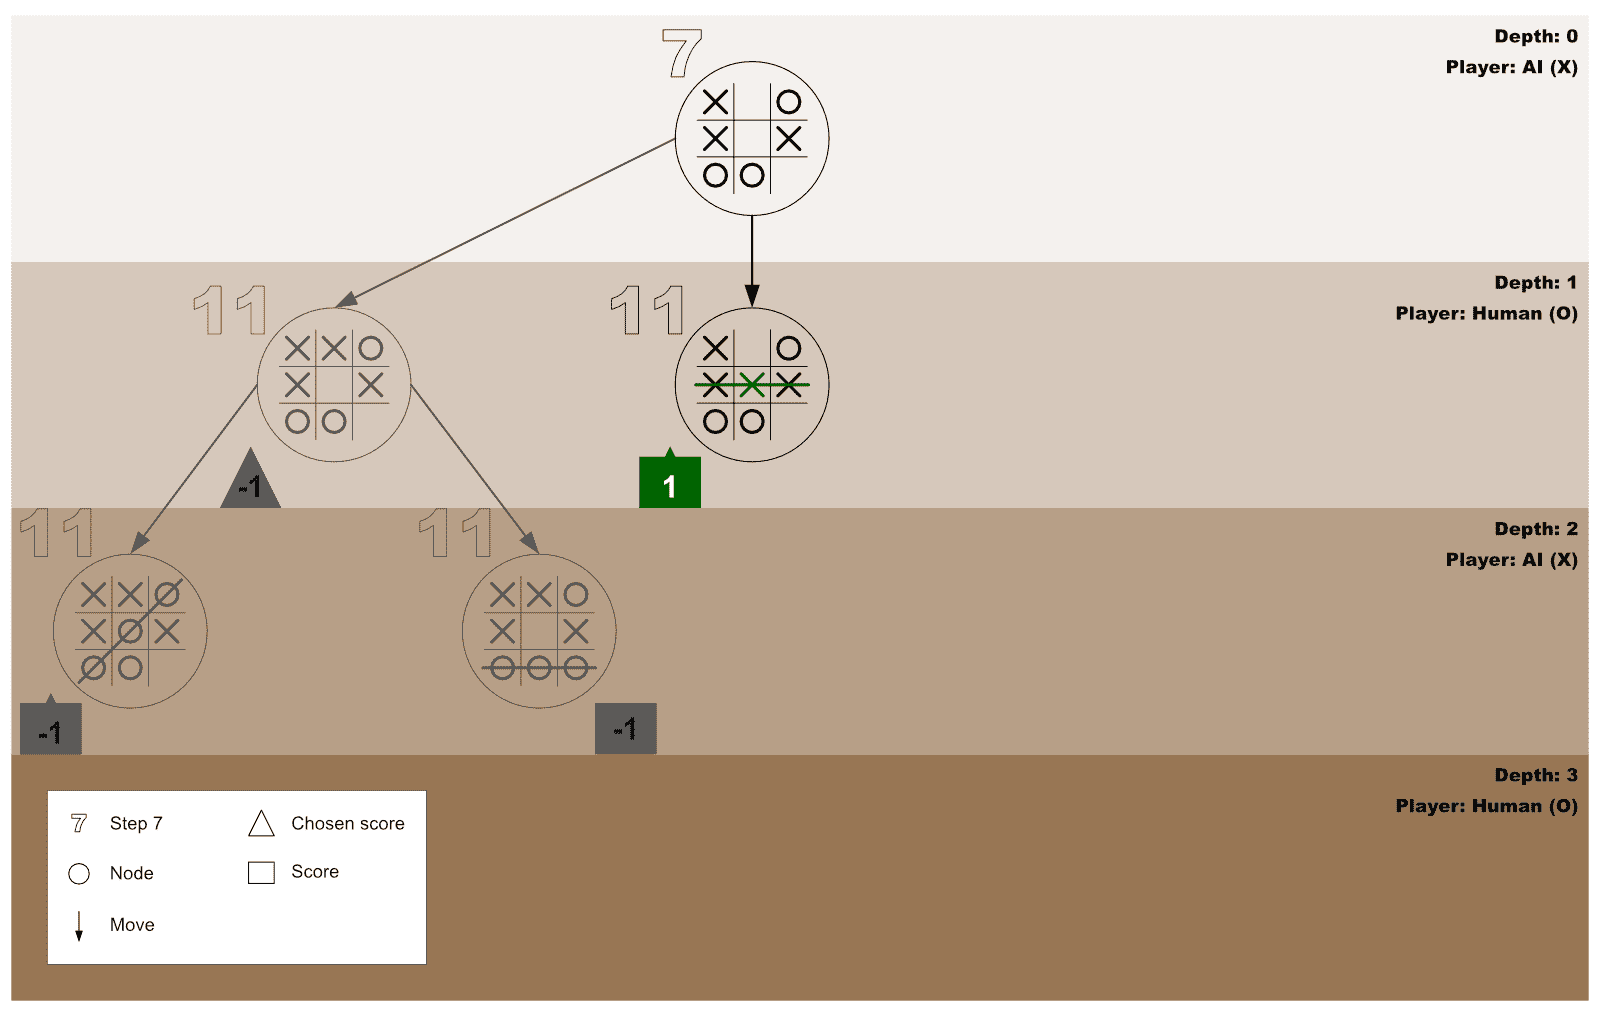 7
Depth: 0
Player: AI (X)
X O
X X
O O
11
11
Depth: 1
Player: Human (O)
X X O
X X
O O
X O
X X X
O O
-1
1
11
11
Depth: 2
Player: AI (X)
X X O
X O X
O O
X X O
X X
O O O
-1
-1
Depth: 3
Player: Human (O)
7 Step 7
Chosen score
Node
Score
Move